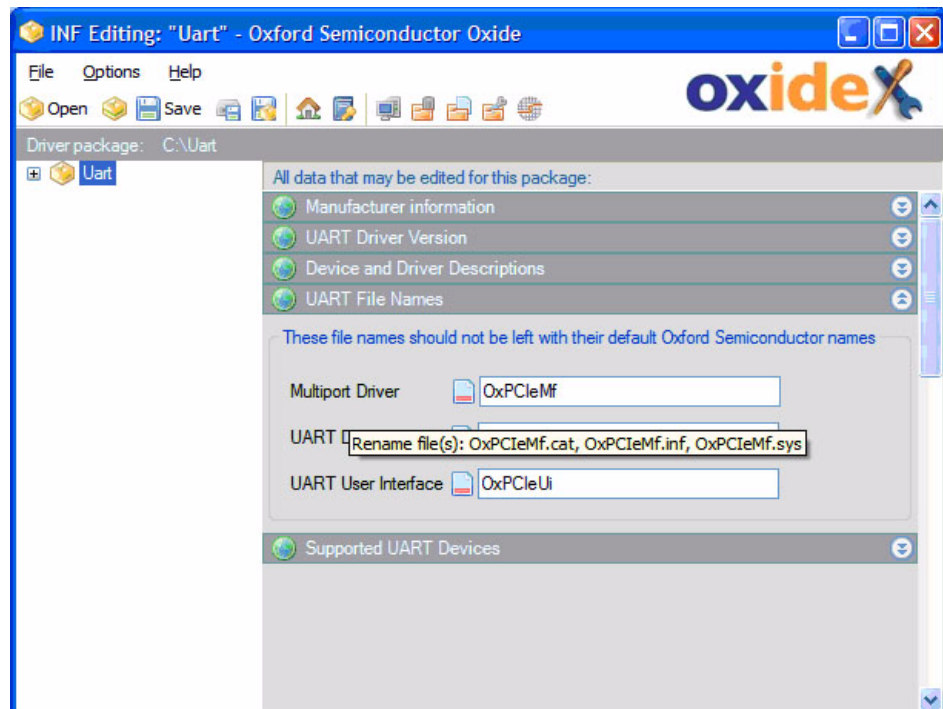 INF Editing: "Uart" - Oxford Semiconductor Oxide
File Options Help
oxide
Open Save
Driver package: C:\Uart
Uart
All data that may be edited for this package:
Manufacturer information
UART Driver Version
Device and Driver Descriptions
UART File Names
These file names should not be left with their default Oxford Semiconductor names
Multiport Driver OxPCIeMf
UART
Rename file(s): OxPCIeMf.cat, OxPCIeMf.inf, OxPCIeMf.sys
UART User Interface OxPCIeUi
Supported UART Devices